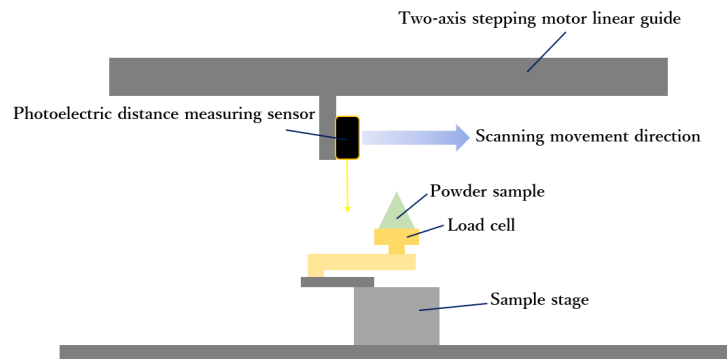 Two-axis stepping motor linear guide
Photoelectric distance measuring sensor
Scanning movement direction
Powder sample
Load cell
Sample stage